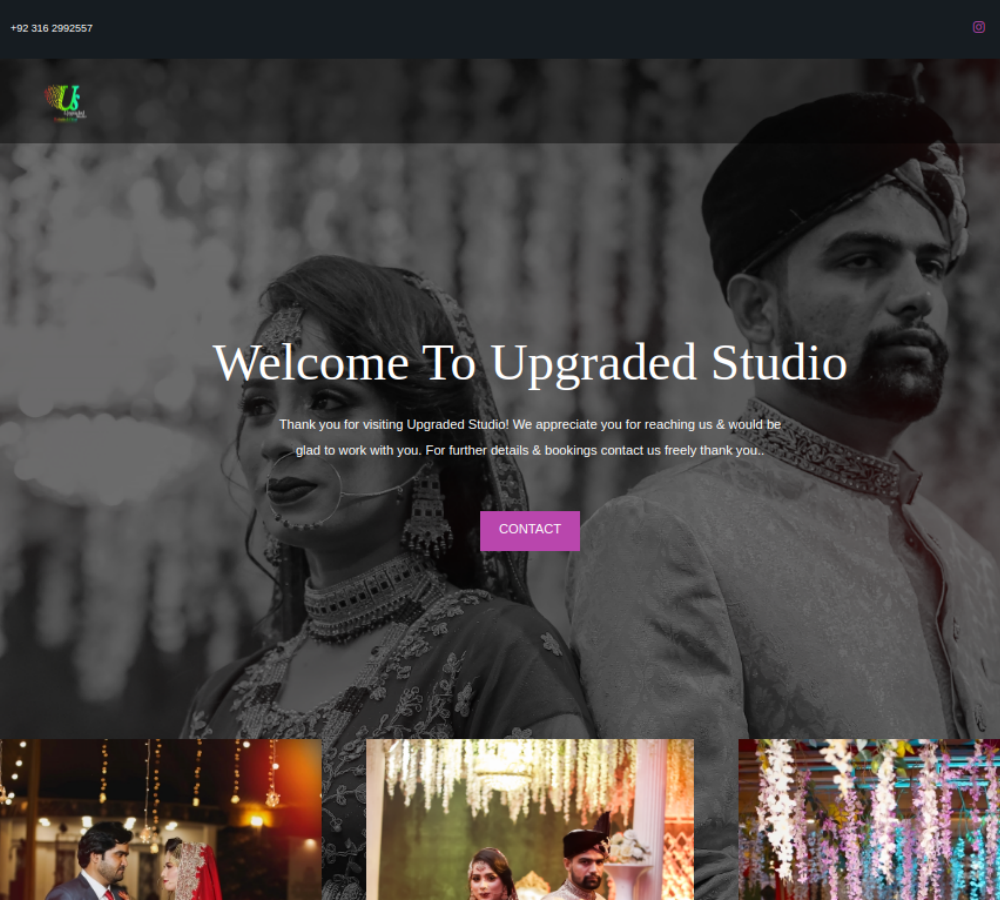 +92 316 2992557
Us
Upgraded
Welcome To Upgraded Studio
Thank you for visiting Upgraded Studio! We appreciate you for reaching us & would be
glad to work with you. For further details & bookings contact us freely thank you..
CONTACT